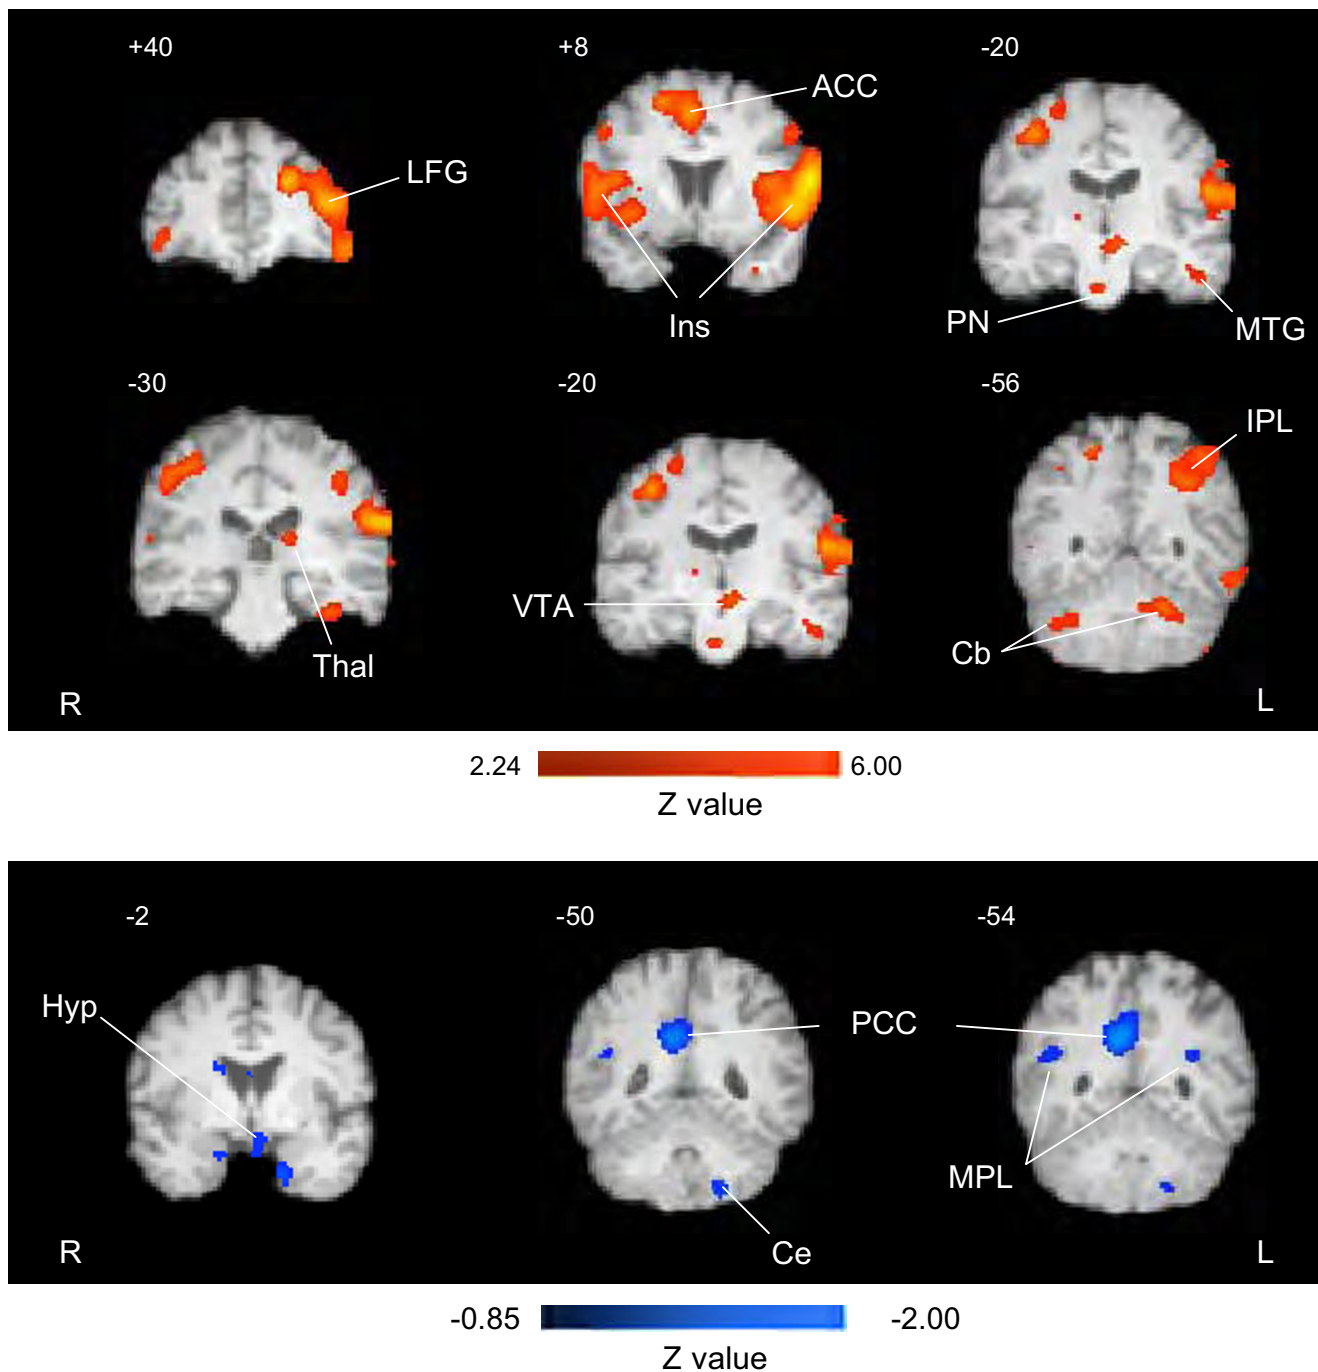 +40
+8
-20
ACC
LFG
Ins
PN
MTG
-30
-20
-56
IPL
VTA
Thal
Cb
R
L
2.24
6.00
Z value
-2
-50
-54
Hyp
PCC
MPL
Ce
R
L
-0.85
-2.00
Z value